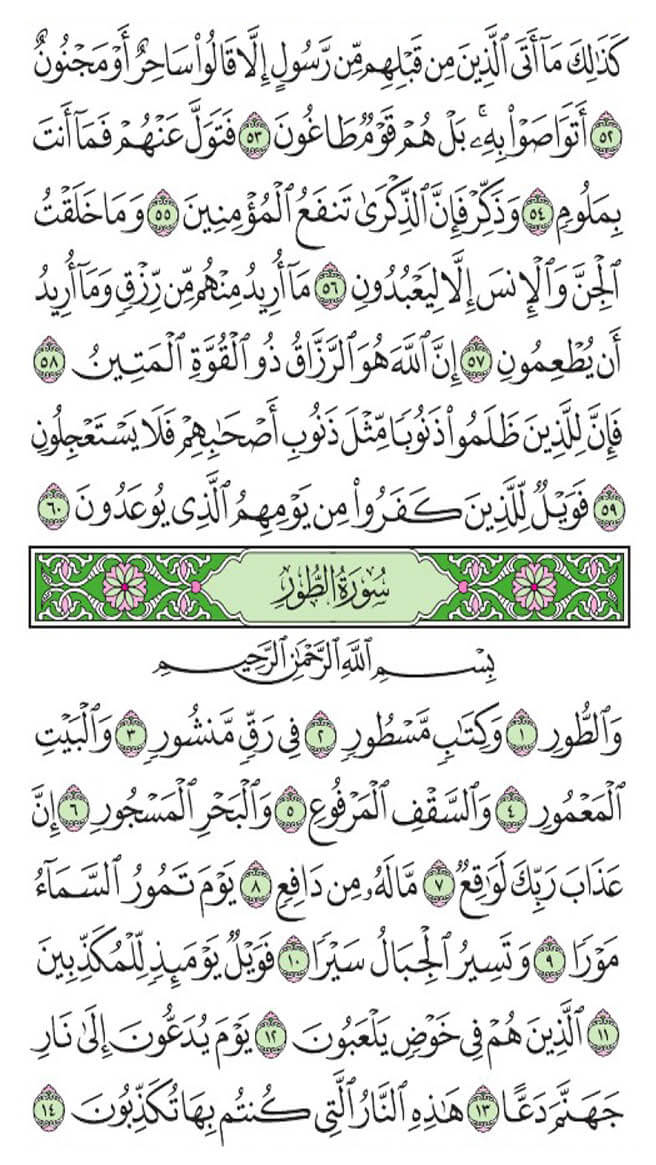 كَذَٰلِكَ مَآ أَتَى ٱلَّذِينَ مِن قَبۡلِهِم مِّن رَّسُولٍ إِلَّا قَالُواْ سَاحِرٌ أَوۡ مَجۡنُونٌ
٥٢ أَتَوَاصَوۡاْ بِهِۦۚ بَلۡ هُمۡ قَوۡمٞ طَاغُونَ ٥٣ فَتَوَلَّ عَنۡهُمۡ فَمَآ أَنتَ
بِمَلُومٖ ٥٤ وَذَكِّرۡ فَإِنَّ ٱلذِّكۡرَىٰ تَنفَعُ ٱلۡمُؤۡمِنِينَ ٥٥ وَمَا خَلَقۡتُ
ٱلۡجِنَّ وَٱلۡإِنسَ إِلَّا لِيَعۡبُدُونِ ٥٦ مَآ أُرِيدُ مِنۡهُم مِّن رِّزۡقٖ وَمَآ أُرِيدُ
أَن يُطۡعِمُونِ ٥٧ إِنَّ ٱللَّهَ هُوَ ٱلرَّزَّاقُ ذُو ٱلۡقُوَّةِ ٱلۡمَتِينُ ٥٨
فَإِنَّ لِلَّذِينَ ظَلَمُواْ ذَنُوبٗا مِّثۡلَ ذَنُوبِ أَصۡحَٰبِهِمۡ فَلَا يَسۡتَعۡجِلُونِ
٥٩ فَوَيۡلٞ لِّلَّذِينَ كَفَرُواْ مِن يَوۡمِهِمُ ٱلَّذِي يُوعَدُونَ ٦٠
سُورَةُ الطُّورِ
بِسۡمِ ٱللَّهِ ٱلرَّحۡمَٰنِ ٱلرَّحِيمِ
وَٱلطُّورِ ١ وَكِتَٰبٖ مَّسۡطُورٖ ٢ فِي رَقّٖ مَّنشُورٖ ٣ وَٱلۡبَيۡتِ
ٱلۡمَعۡمُورِ ٤ وَٱلسَّقۡفِ ٱلۡمَرۡفُوعِ ٥ وَٱلۡبَحۡرِ ٱلۡمَسۡجُورِ ٦ إِنَّ
عَذَابَ رَبِّكَ لَوَٰقِعٞ ٧ مَّا لَهُۥ مِن دَافِعٖ ٨ يَوۡمَ تَمُورُ ٱلسَّمَآءُ
مَوۡرٗا ٩ وَتَسِيرُ ٱلۡجِبَالُ سَيۡرٗا ١٠ فَوَيۡلٞ يَوۡمَئِذٖ لِّلۡمُكَذِّبِينَ
١١ ٱلَّذِينَ هُمۡ فِي خَوۡضٖ يَلۡعَبُونَ ١٢ يَوۡمَ يُدَعُّونَ إِلَىٰ نَارِ
جَهَنَّمَ دَعًّا ١٣ هَٰذِهِ ٱلنَّارُ ٱلَّتِي كُنتُم بِهَا تُكَذِّبُونَ ١٤